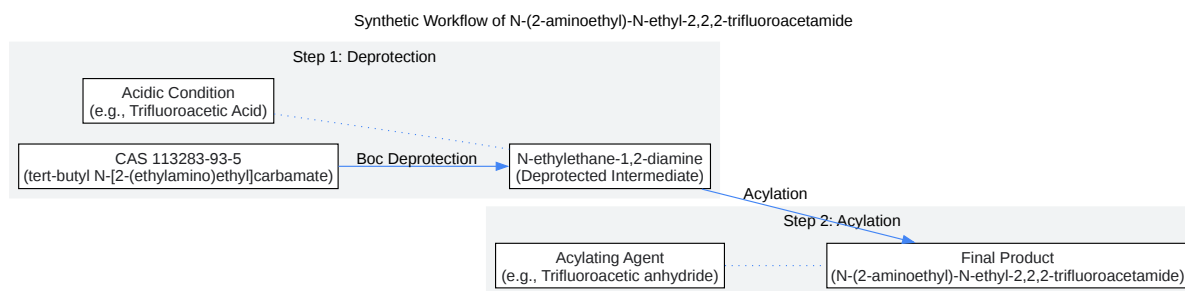 Synthetic Workflow of N-(2-aminoethyl)-N-ethyl-2,2,2-trifluoroacetamide
Step 1: Deprotection
Acidic Condition
(e.g., Trifluoroacetic Acid)
CAS 113283-93-5
(tert-butyl N-[2-(ethylamino)ethyl]carbamate)
Boc Deprotection
N-ethylethane-1,2-diamine
(Deprotected Intermediate)
Acylation
Step 2: Acylation
Acylating Agent
(e.g., Trifluoroacetic anhydride)
Final Product
(N-(2-aminoethyl)-N-ethyl-2,2,2-trifluoroacetamide)